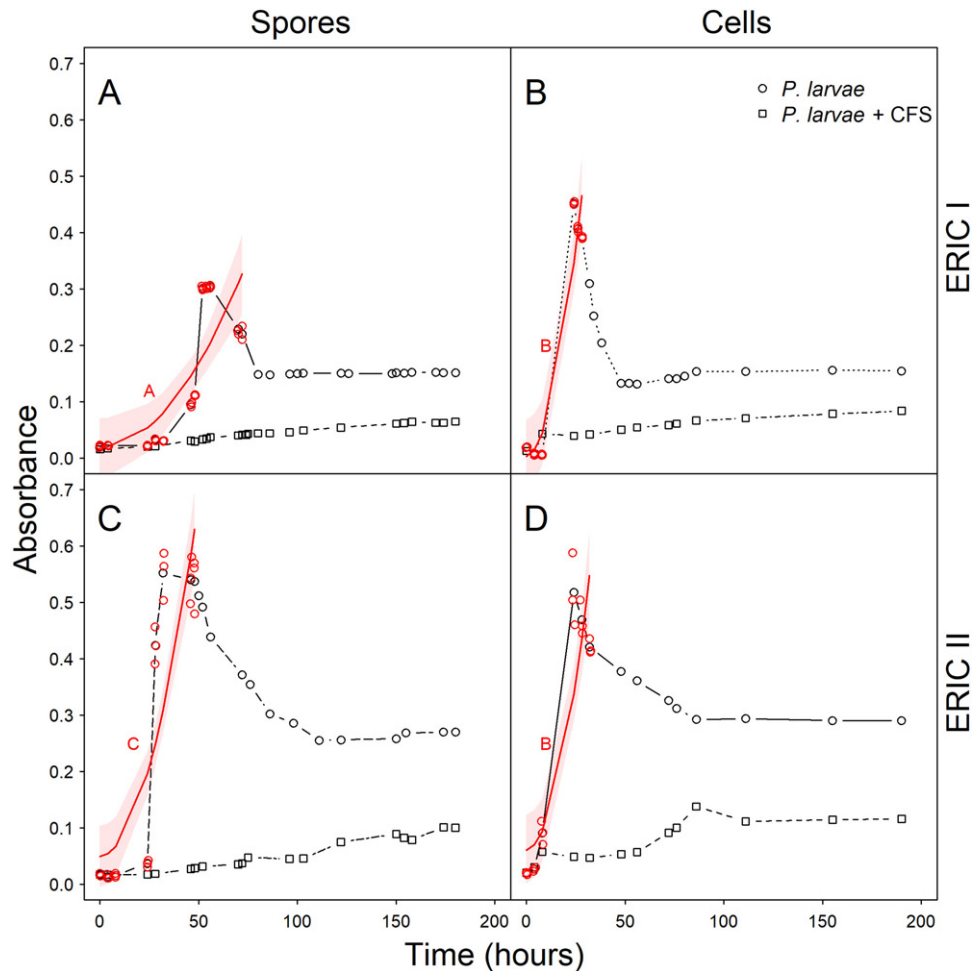 Spores Cells
0.7 A B ○ P. larvae
□ P. larvae + CFS
0.6
0.5
0.4
0.3
0.2 B
0.1 A
0.0
ERIC I
Absorbance
0.7 C D
0.6
0.5
0.4
0.3
0.2 C B
0.1
0.0
ERIC II
0 50 100 150 200 0 50 100 150 200
Time (hours)